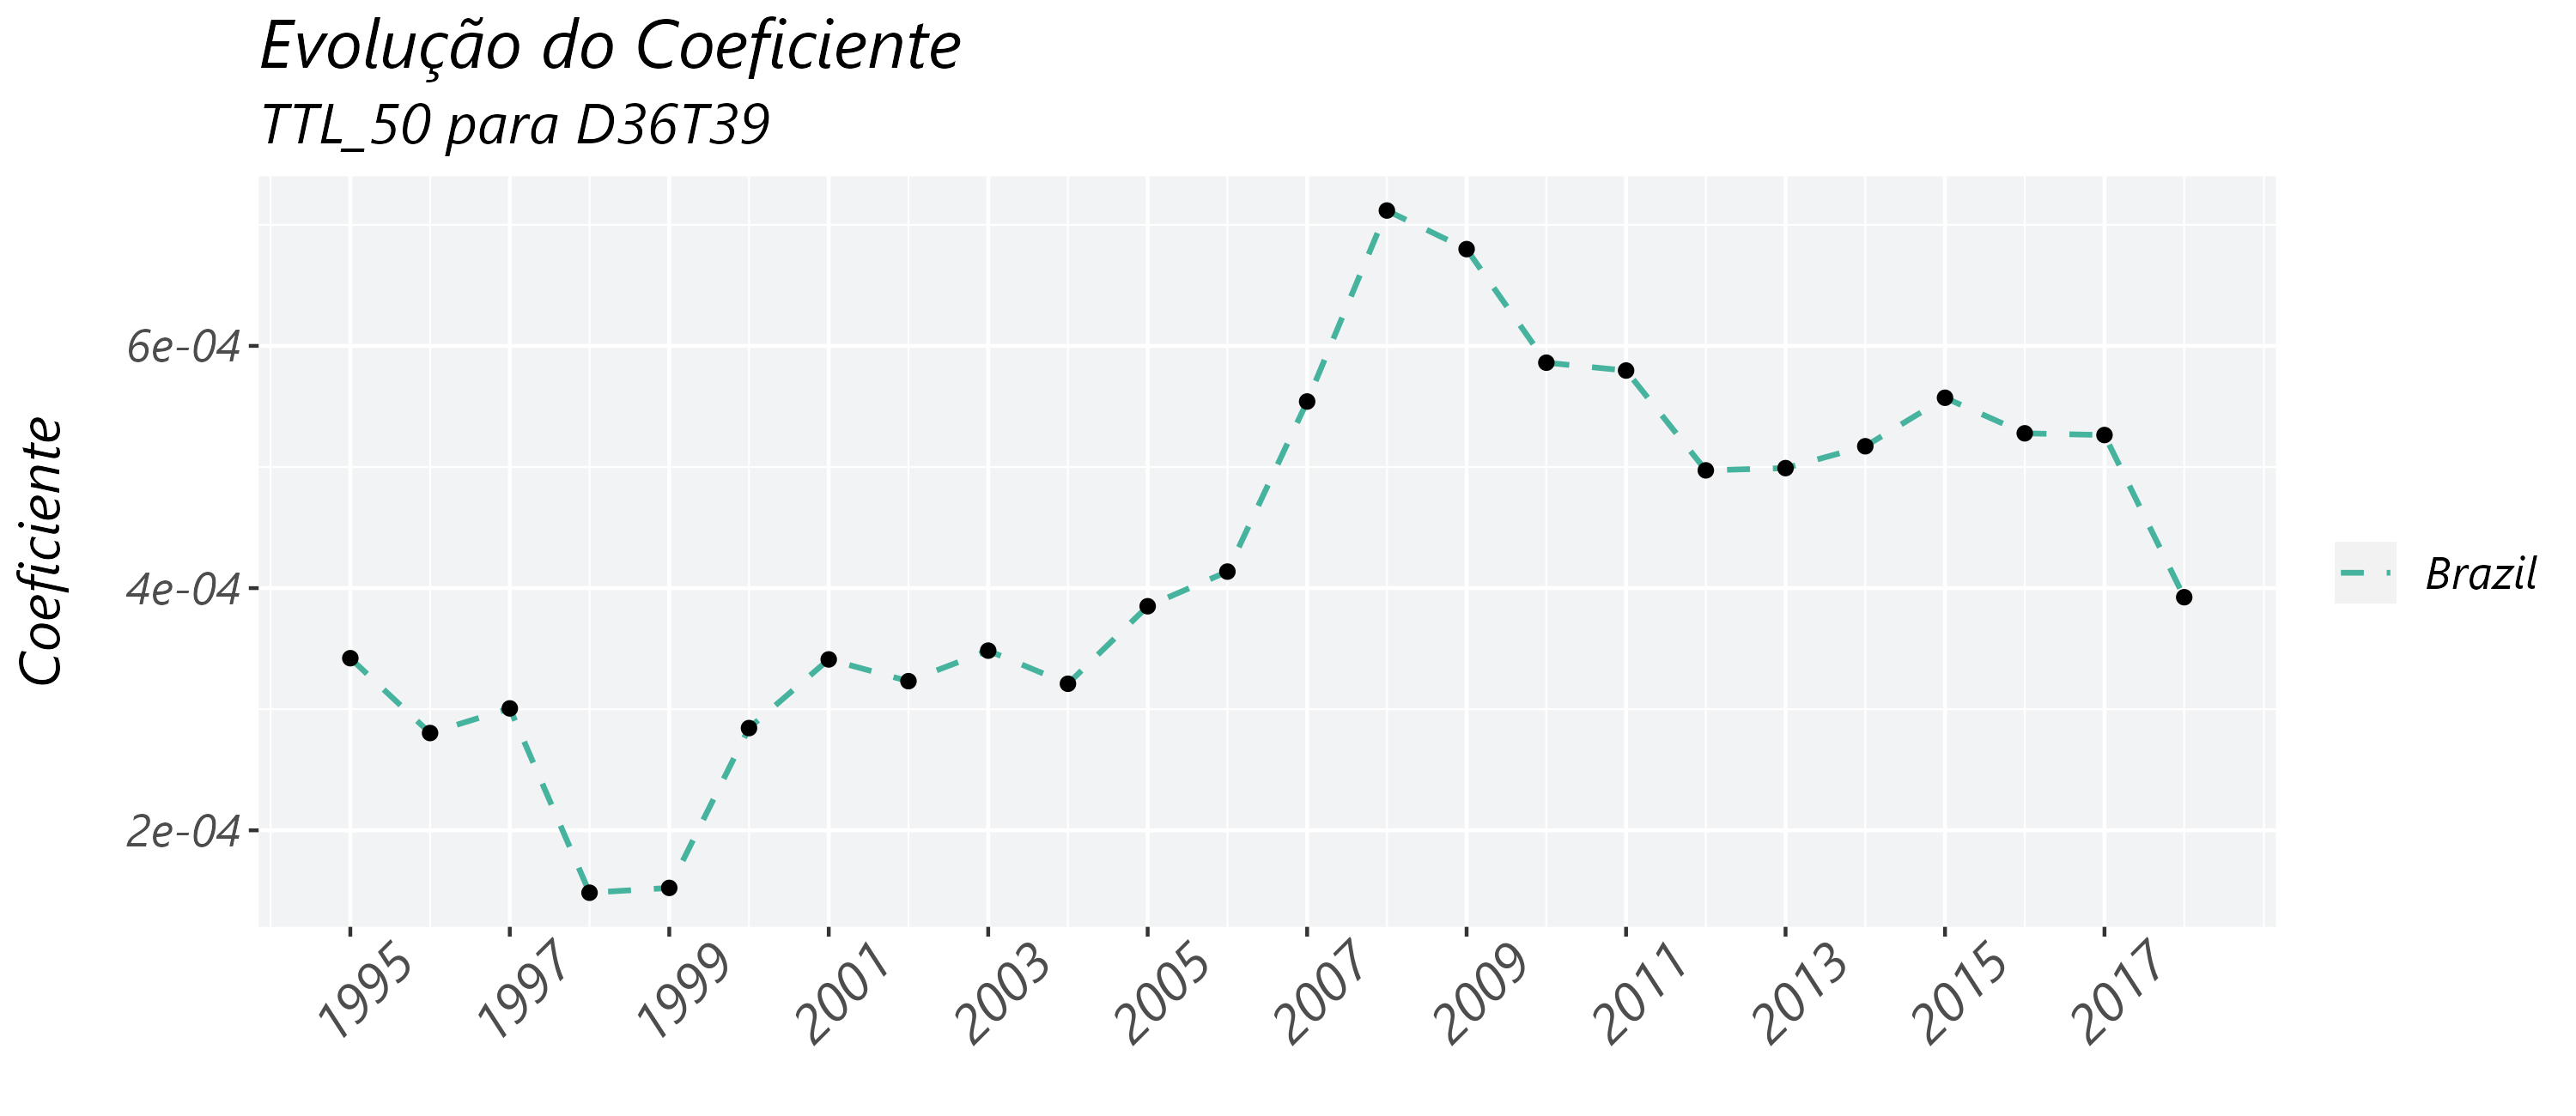 Evolução do Coeficiente
TTL_50 para D36T39
Coeficiente
6e-04
4e-04
2e-04
1995
1997
1999
2001
2003
2005
2007
2009
2011
2013
2015
2017
Brazil